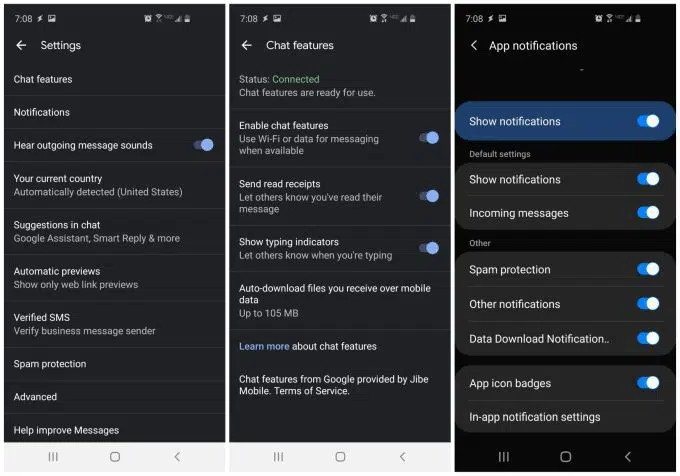 7:08
Settings
Chat features
Notifications
Hear outgoing message sounds
Your current country
Automatically detected (United States)
Suggestions in chat
Google Assistant, Smart Reply & more
Automatic previews
Show only web link previews
Verified SMS
Verify business message sender
Spam protection
Advanced
Help improve Messages
7:08
Chat features
Status: Connected
Chat features are ready for use.
Enable chat features
Use Wi-Fi or data for messaging
when available
Send read receipts
Let others know you've read their
message
Show typing indicators
Let others know when you're typing
Auto-download files you receive over mobile
data
Up to 105 MB
Learn more about chat features
Chat features from Google provided by Jibe
Mobile. Terms of Service.
7:08
App notifications
Show notifications
Default settings
Show notifications
Incoming messages
Other
Spam protection
Other notifications
Data Download Notification..
App icon badges
In-app notification settings